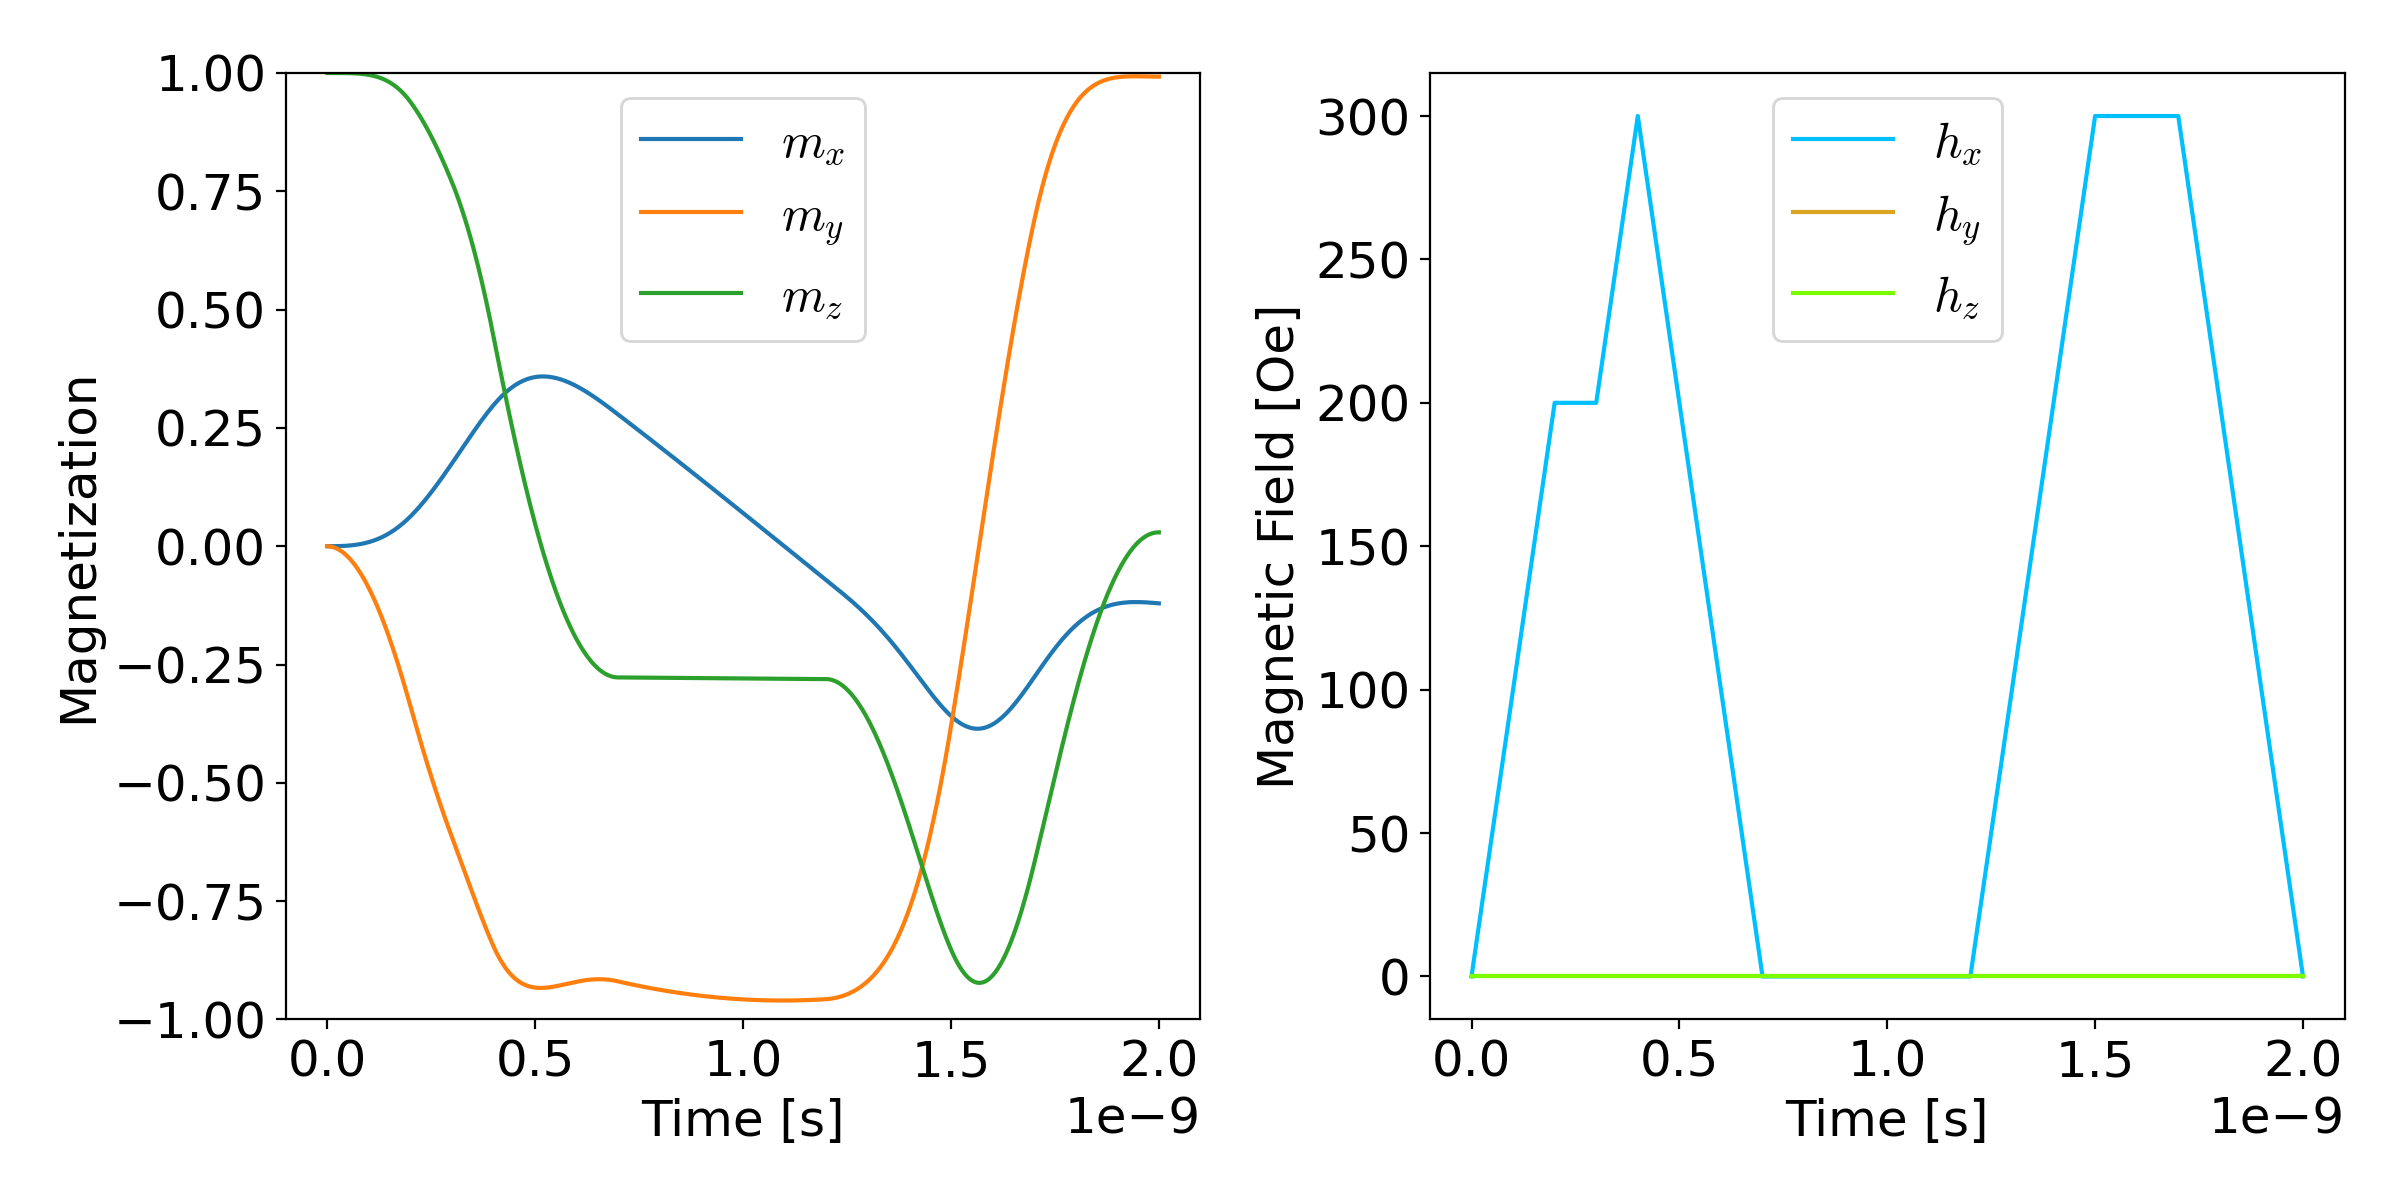 1.00
0.75
0.50
0.25
0.00
−0.25
−0.50
−0.75
−1.00
Magnetization
m_x
m_y
m_z
0.0 0.5 1.0 1.5 2.0
Time [s]
1e−9
300
250
200
150
100
50
0
Magnetic Field [Oe]
h_x
h_y
h_z
0.0 0.5 1.0 1.5 2.0
Time [s]
1e−9